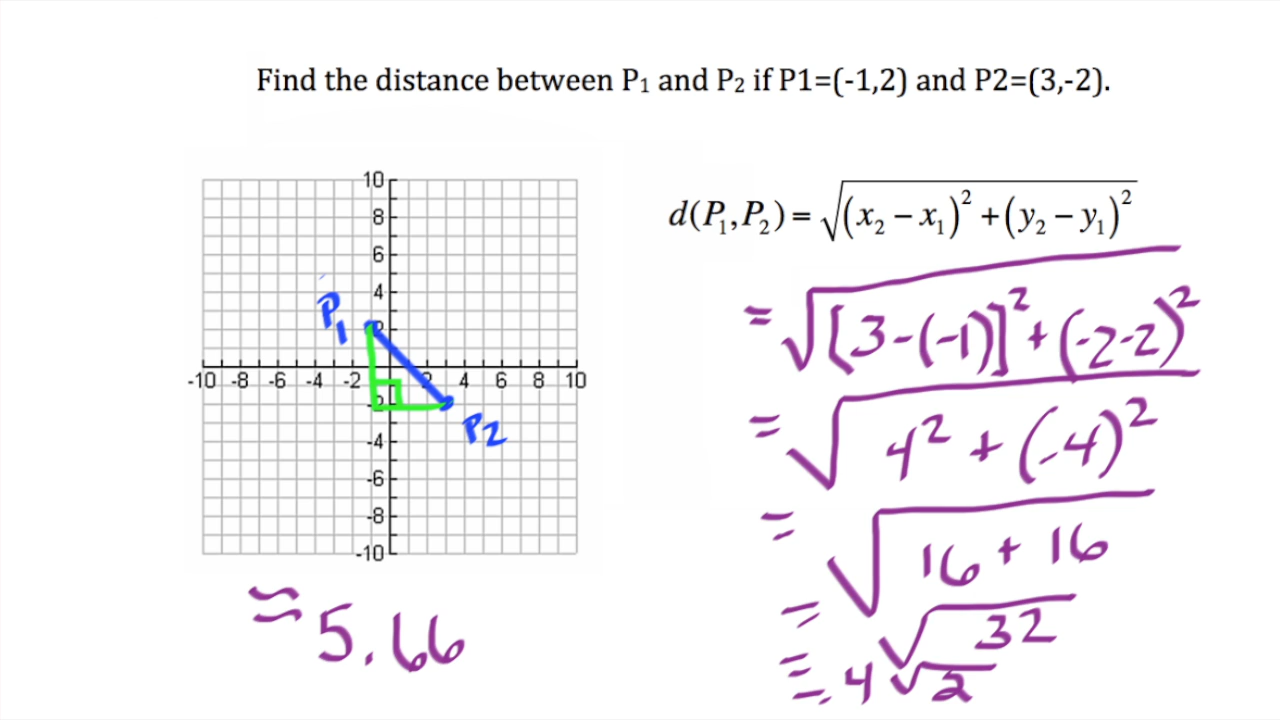 Find the distance between P₁ and P₂ if P1=(-1,2) and P2=(3,-2).
d(P₁,P₂) = √((x₂ − x₁)² + (y₂ − y₁)²)
= √([3-(-1)]² + (-2-2)²)
= √(4² + (-4)²)
= √(16 + 16)
= √32
= 4√2
≈ 5.66
10
8
6
4
2
-10 -8 -6 -4 -2 2 4 6 8 10
-2
-4
-6
-8
-10
P1
P2